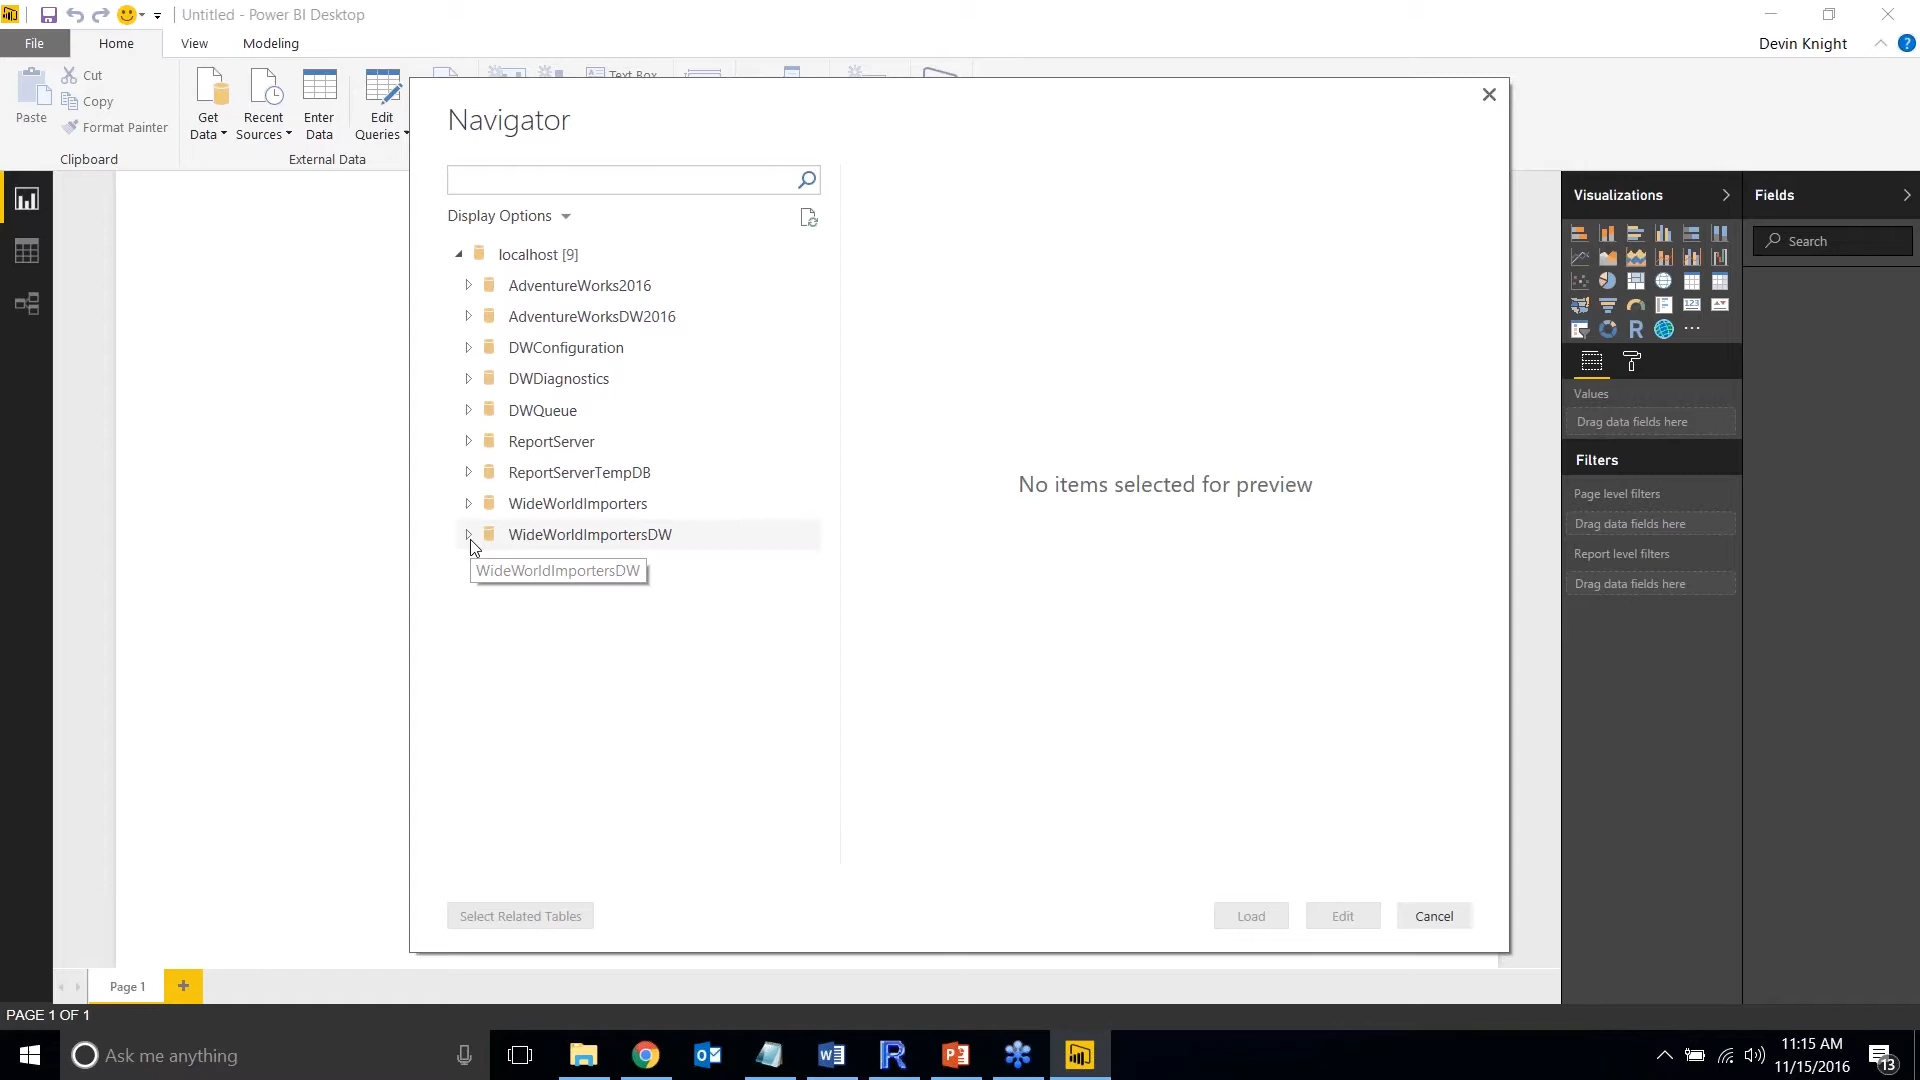 Untitled - Power BI Desktop
File
Home
View
Modeling
Devin Knight
?
Paste
Cut
Copy
Format Painter
Clipboard
Get Data
Recent Sources
Enter Data
Edit Queries
External Data
Text Box
Navigator
Display Options
localhost [9]
AdventureWorks2016
AdventureWorksDW2016
DWConfiguration
DWDiagnostics
DWQueue
ReportServer
ReportServerTempDB
WideWorldImporters
WideWorldImportersDW
WideWorldImportersDW
No items selected for preview
Select Related Tables
Load
Edit
Cancel
Visualizations
Fields
Search
123
R
Values
Drag data fields here
Filters
Page level filters
Drag data fields here
Report level filters
Drag data fields here
Page 1
+
PAGE 1 OF 1
Ask me anything
11:15 AM
11/15/2016
13